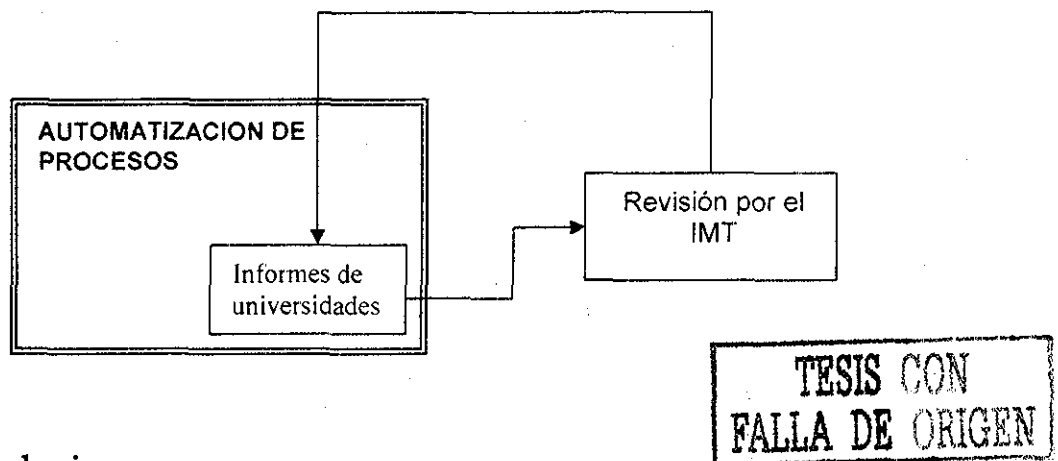 AUTOMATIZACION DE
PROCESOS
Revisión por el
IMT
Informes de
universidades
TESIS CON
FALLA DE ORIGEN